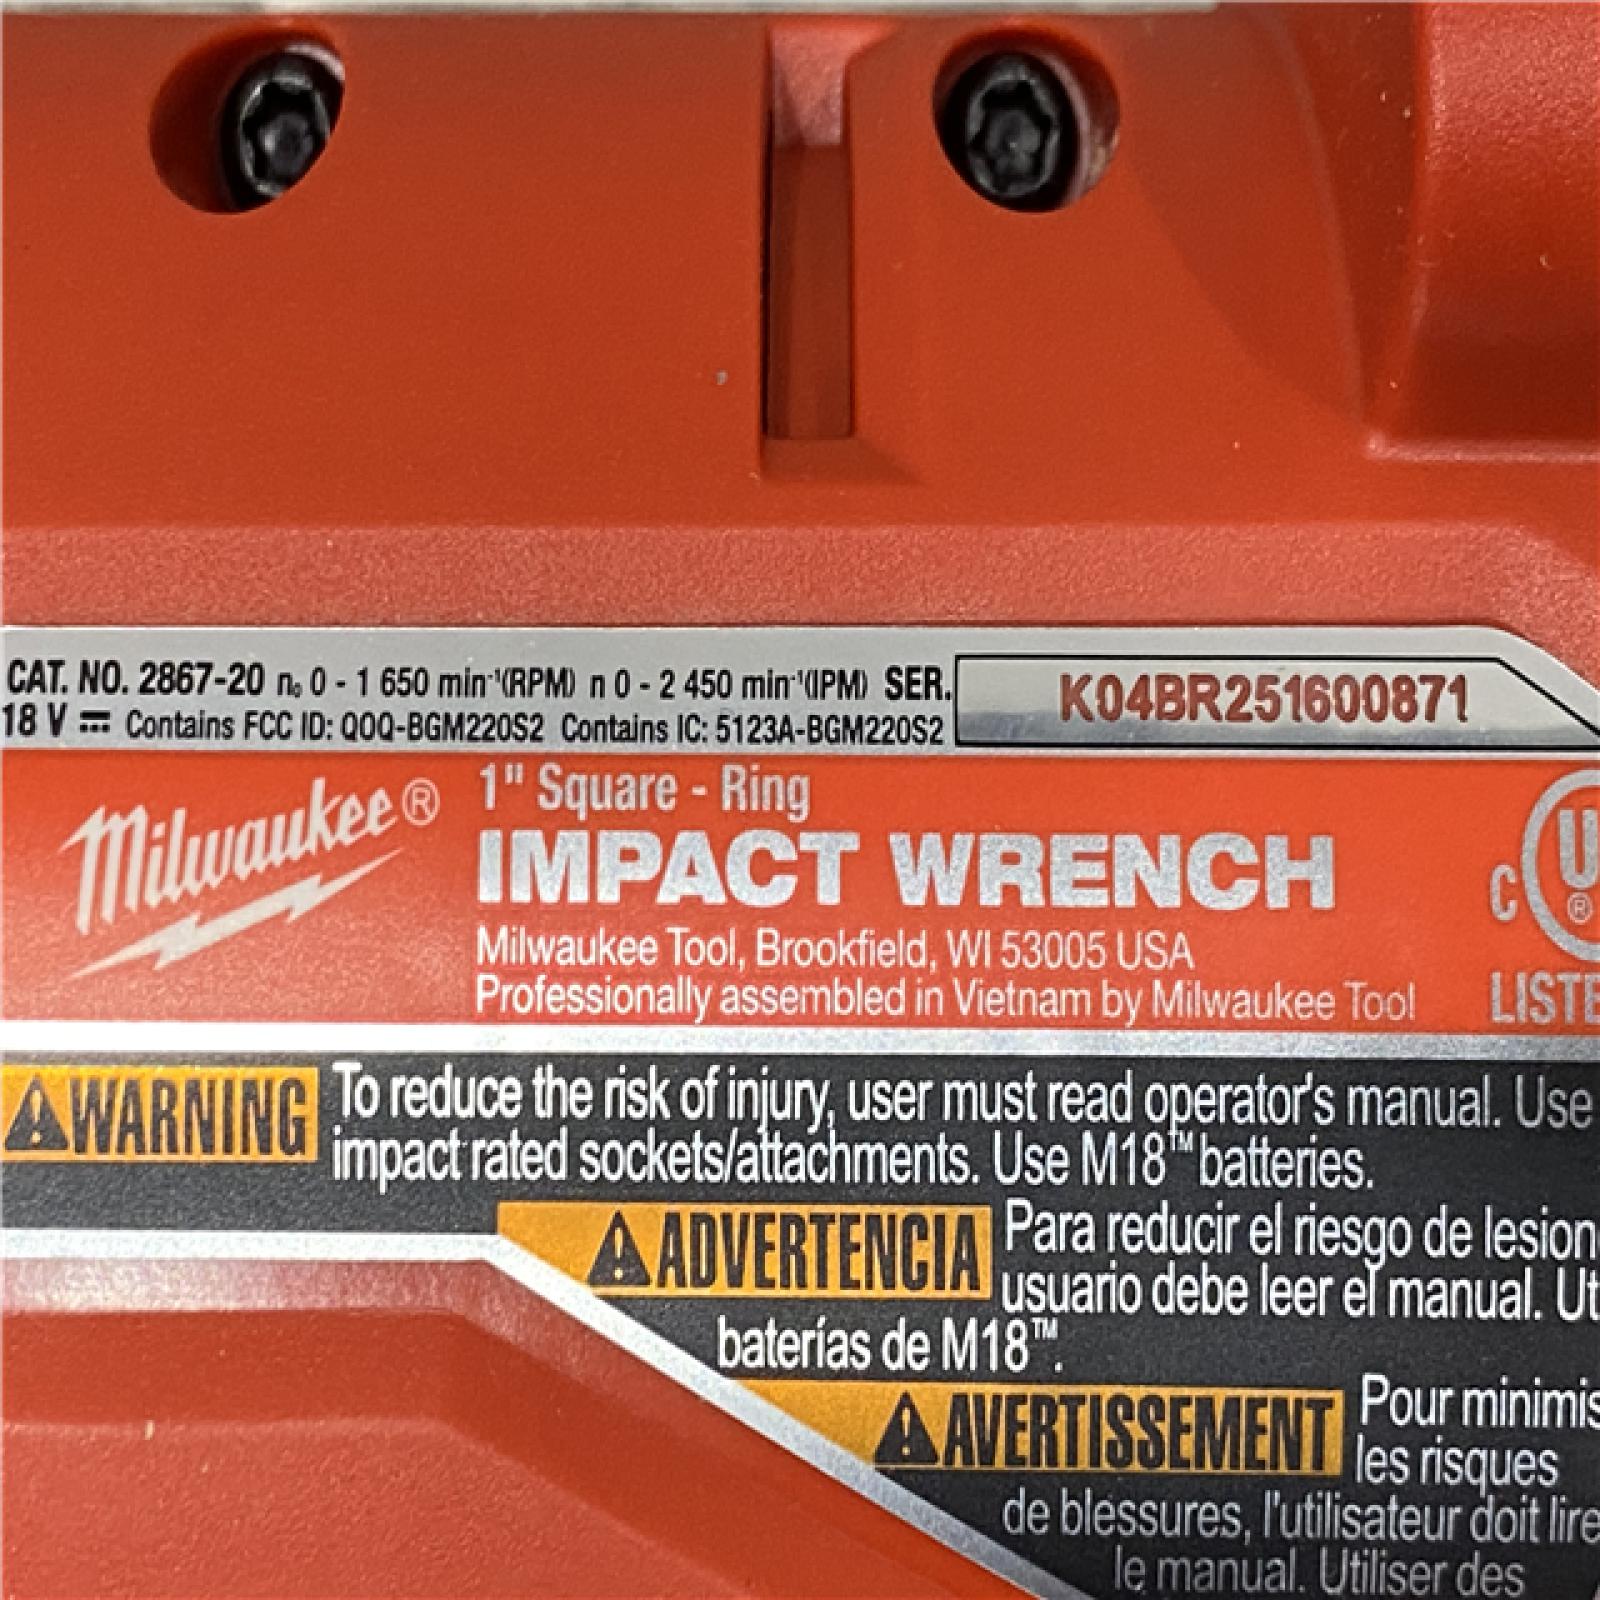 CAT. NO. 2867-20 n₀ 0 - 1 650 min⁻¹(RPM) n 0 - 2 450 min⁻¹(IPM) SER. K04BR251600871
18 V ⎓ Contains FCC ID: QOQ-BGM220S2 Contains IC: 5123A-BGM220S2
Milwaukee®
1" Square - Ring
IMPACT WRENCH
Milwaukee Tool, Brookfield, WI 53005 USA
Professionally assembled in Vietnam by Milwaukee Tool
C U ®
LISTE
⚠WARNING To reduce the risk of injury, user must read operator's manual. Use
impact rated sockets/attachments. Use M18™ batteries.
⚠ADVERTENCIA Para reducir el riesgo de lesion
usuario debe leer el manual. Ut
baterías de M18™.
⚠AVERTISSEMENT Pour minimis
les risques
de blessures, l'utilisateur doit lire
le manual. Utiliser des